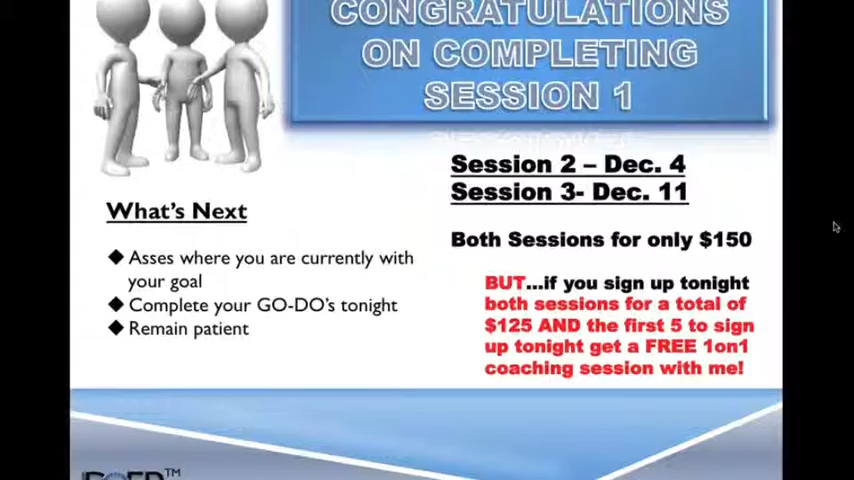 CONGRATULATIONS
ON COMPLETING
SESSION 1
Session 2 – Dec. 4
Session 3- Dec. 11
Both Sessions for only $150
BUT...if you sign up tonight
both sessions for a total of
$125 AND the first 5 to sign
up tonight get a FREE 1on1
coaching session with me!
What's Next
Asses where you are currently with
your goal
Complete your GO-DO's tonight
Remain patient